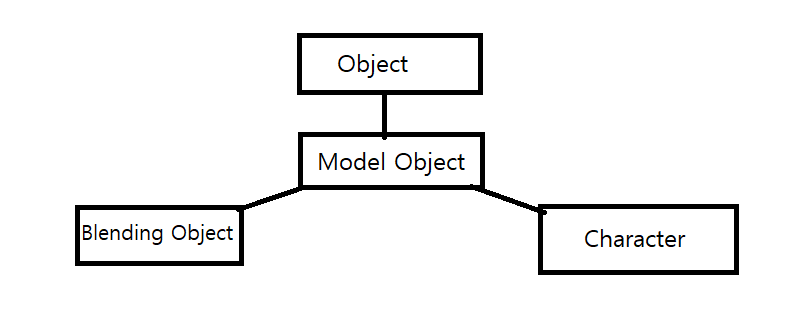 Object
Model Object
Blending Object
Character